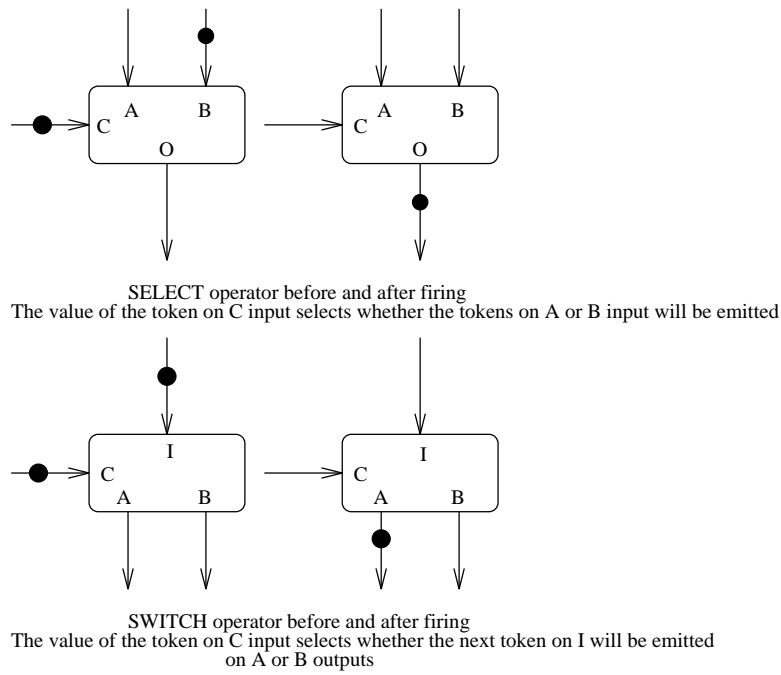 A B A B
C C
O O
SELECT operator before and after firing
The value of the token on C input selects whether the tokens on A or B input will be emitted
I I
C C
A B A B
SWITCH operator before and after firing
The value of the token on C input selects whether the next token on I will be emitted
on A or B outputs